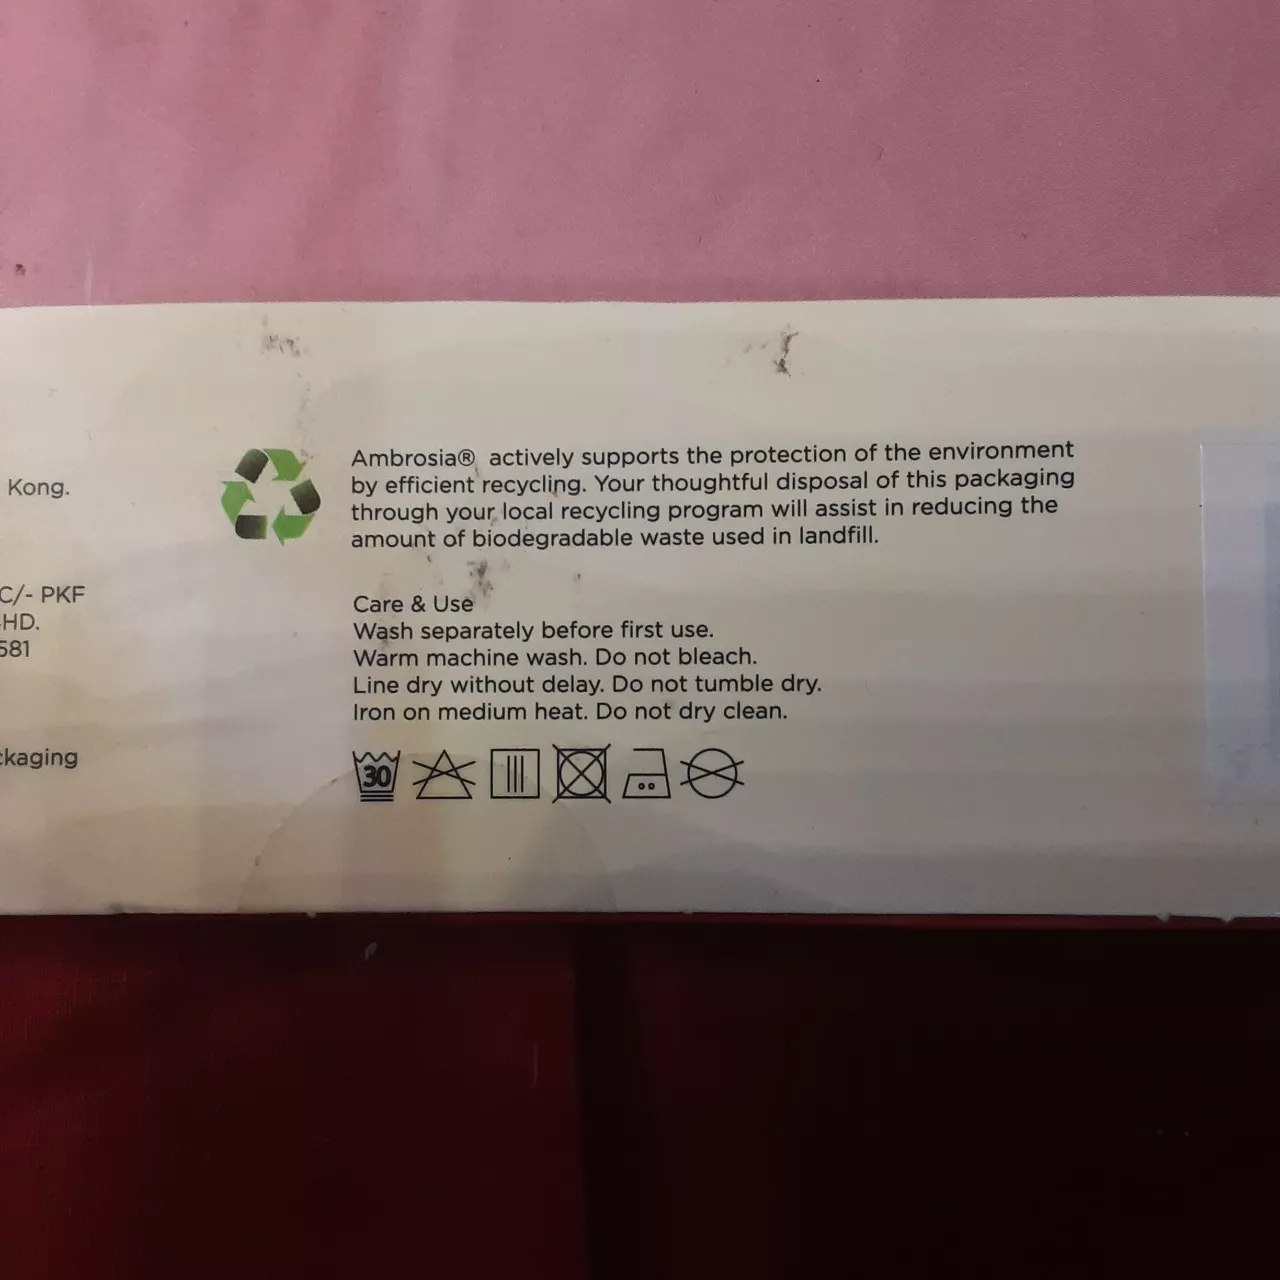 Kong.
C/- PKF
HD.
581
ckaging
Ambrosia® actively supports the protection of the environment
by efficient recycling. Your thoughtful disposal of this packaging
through your local recycling program will assist in reducing the
amount of biodegradable waste used in landfill.
Care & Use
Wash separately before first use.
Warm machine wash. Do not bleach.
Line dry without delay. Do not tumble dry.
Iron on medium heat. Do not dry clean.
30